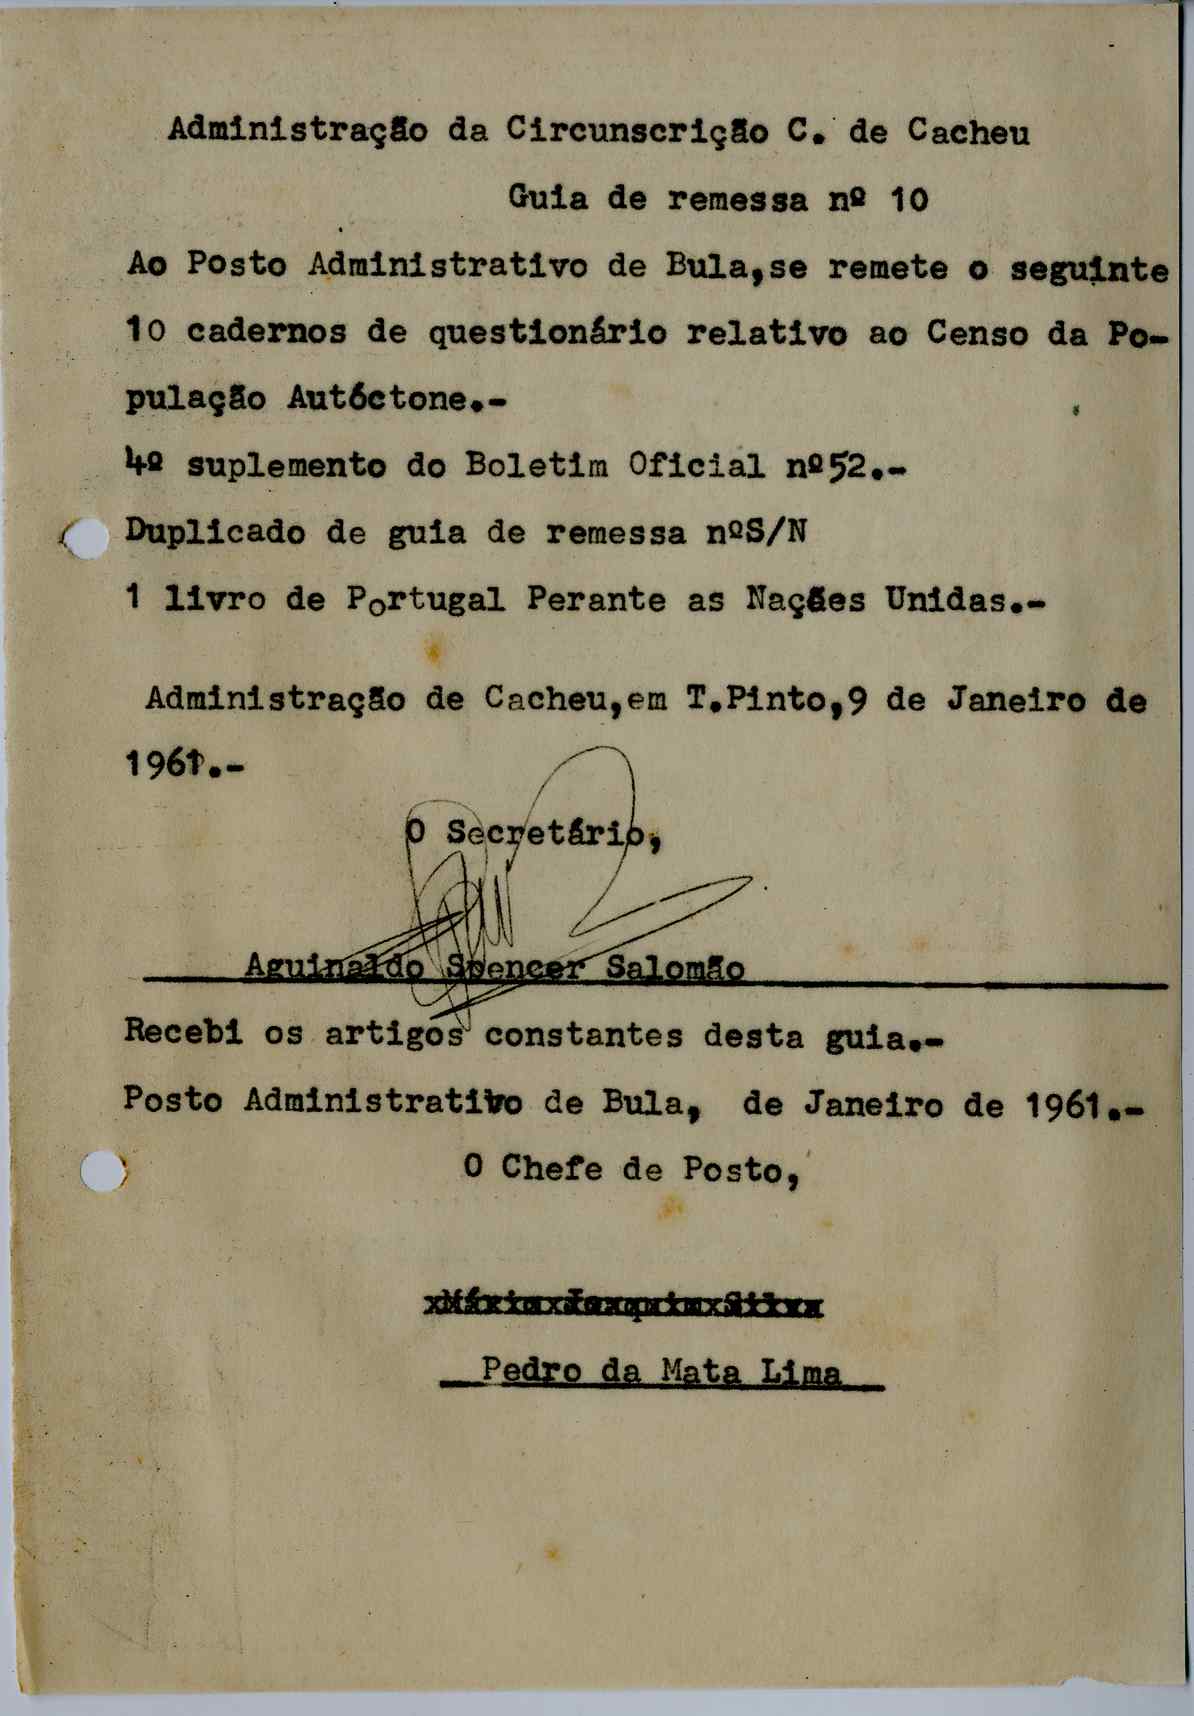 Administração da Circunscrição C. de Cacheu
Guia de remessa nº 10
Ao Posto Administrativo de Bula,se remete o seguinte
10 cadernos de questionário relativo ao Censo da Po-
pulação Autóctone.-
4º suplemento do Boletim Oficial nº52.-
Duplicado de guia de remessa nºS/N
1 livro de Portugal Perante as Nações Unidas.-
Administração de Cacheu,em T.Pinto,9 de Janeiro de
1961.-
O Secretário,
Aguinaldo Spencer Salomão
Recebi os artigos constantes desta guia.-
Posto Administrativo de Bula, de Janeiro de 1961.-
O Chefe de Posto,
Pedro da Mata Lima